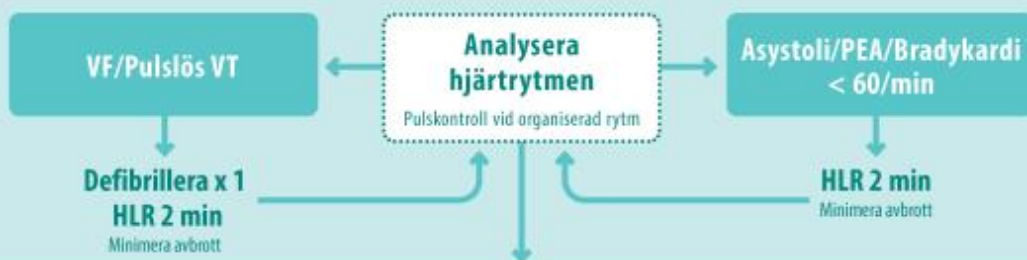 VF/Pulslös VT
Defibrillera x 1
HLR 2 min
Minimera avbrott
Analysera
hjärtrytmen
Pulskontroll vid organiserad rytm
Asystoli/PEA/Bradykardi
< 60/min
HLR 2 min
Minimera avbrott